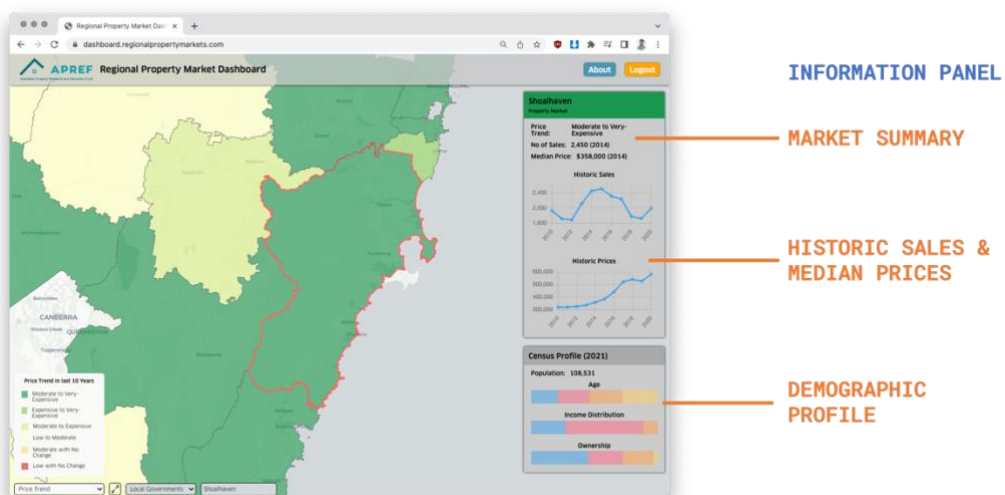 Regional Property Market Das
dashboard.regionalpropertymarkets.com
APREF
Regional Property Market Dashboard
About
Logout
INFORMATION PANEL
Shoalhaven
Property Market
Price Trend: Moderate to Very-
Expensive
No of Sales: 2,450 (2014)
Median Price: $358,000 (2014)
MARKET SUMMARY
Historic Sales
2,400
2,000
1,600
2010
2012
2014
2016
2018
2020
HISTORIC SALES &
MEDIAN PRICES
Historic Prices
600,000
500,000
400,000
300,000
2010
2012
2014
2016
2018
2020
CANBERRA
Census Profile (2021)
Population: 108,531
Age
Income Distribution
Ownership
DEMOGRAPHIC
PROFILE
Price Trend in last 10 Years
Moderate to Very-
Expensive
Expensive to Very-
Expensive
Moderate to Expensive
Low to Moderate
Moderate with No
Change
Low with No Change
Price Trend
Local Governments
Shoalhaven